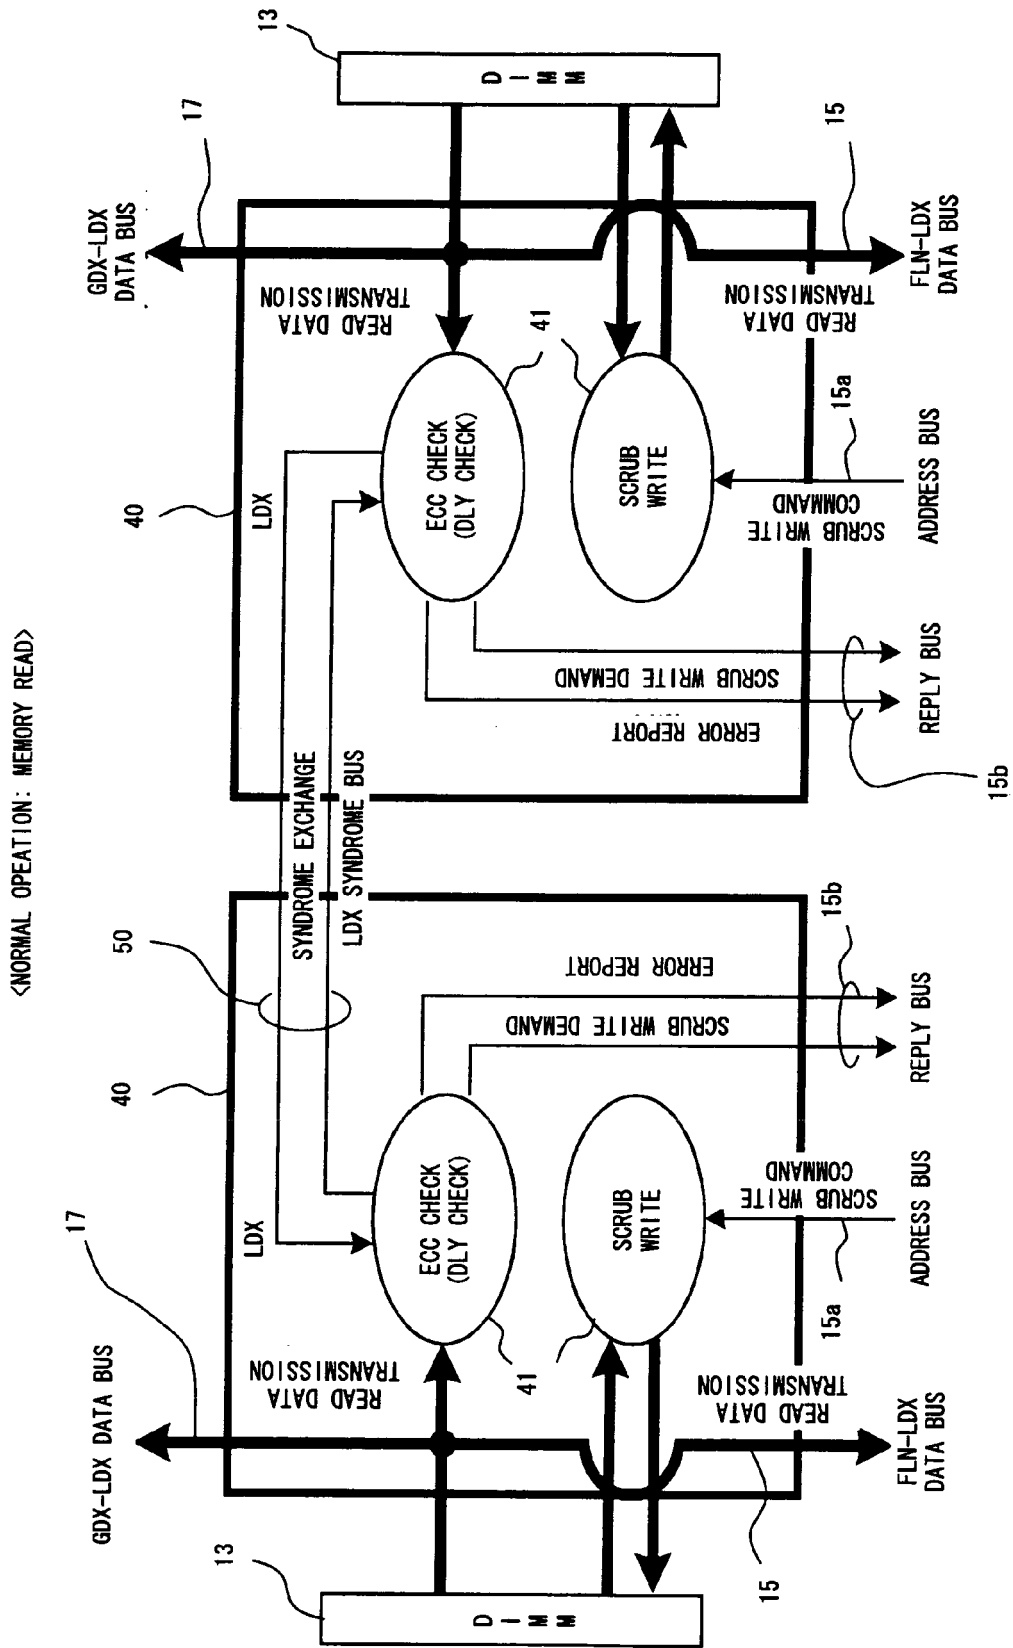 <NORMAL OPEATION: MEMORY READ>
GDX-LDX DATA BUS
17
40
50
40
17
GDX-LDX
DATA BUS
13
13
DIMM
READ DATA
TRANSMISSION
LDX
SYNDROME EXCHANGE
LDX SYNDROME BUS
LDX
READ DATA
TRANSMISSION
DIMM
ECC CHECK
(DLY CHECK)
41
ECC CHECK
(DLY CHECK)
41
SCRUB
WRITE
SCRUB
WRITE
READ DATA
TRANSMISSION
SCRUB WRITE
COMMAND
SCRUB WRITE DEMAND
ERROR REPORT
ERROR REPORT
SCRUB WRITE DEMAND
SCRUB WRITE
COMMAND
READ DATA
TRANSMISSION
15
15a
15b
15b
15a
15
FLN-LDX
DATA BUS
ADDRESS BUS
REPLY BUS
REPLY BUS
ADDRESS BUS
FLN-LDX
DATA BUS